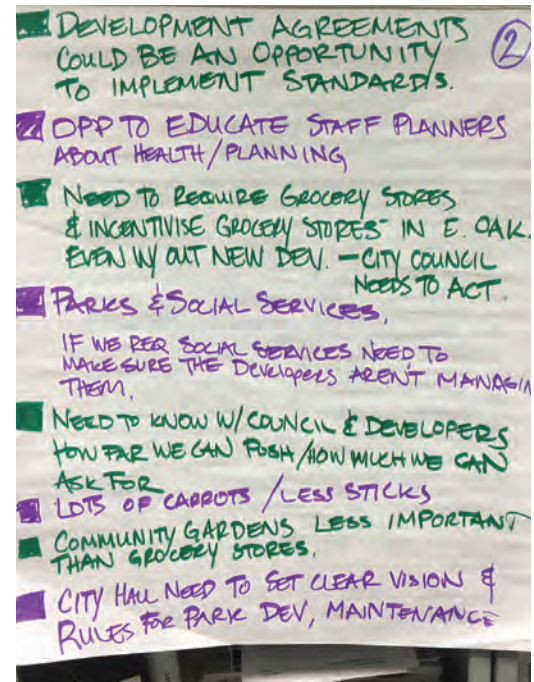 DEVELOPMENT AGREEMENTS
COULD BE AN OPPORTUNITY
TO IMPLEMENT STANDARDS.
2
OPP TO EDUCATE STAFF PLANNERS
ABOUT HEALTH/PLANNING
NEED TO REQUIRE GROCERY STORES
& INCENTIVISE GROCERY STORES - IN E. OAK.
EVEN W/ OUT NEW DEV. - CITY COUNCIL
NEEDS TO ACT.
PARKS & SOCIAL SERVICES.
IF WE REQ SOCIAL SERVICES NEED TO
MAKE SURE THE DEVELOPERS AREN'T MANAGIN
THEM.
NEED TO KNOW W/ COUNCIL & DEVELOPERS
HOW FAR WE CAN PUSH / HOW MUCH WE CAN
ASK FOR
LOTS OF CARROTS / LESS STICKS
COMMUNITY GARDENS LESS IMPORTANT
THAN GROCERY STORES.
CITY HALL NEED TO SET CLEAR VISION &
RULES FOR PARK DEV, MAINTENANCE